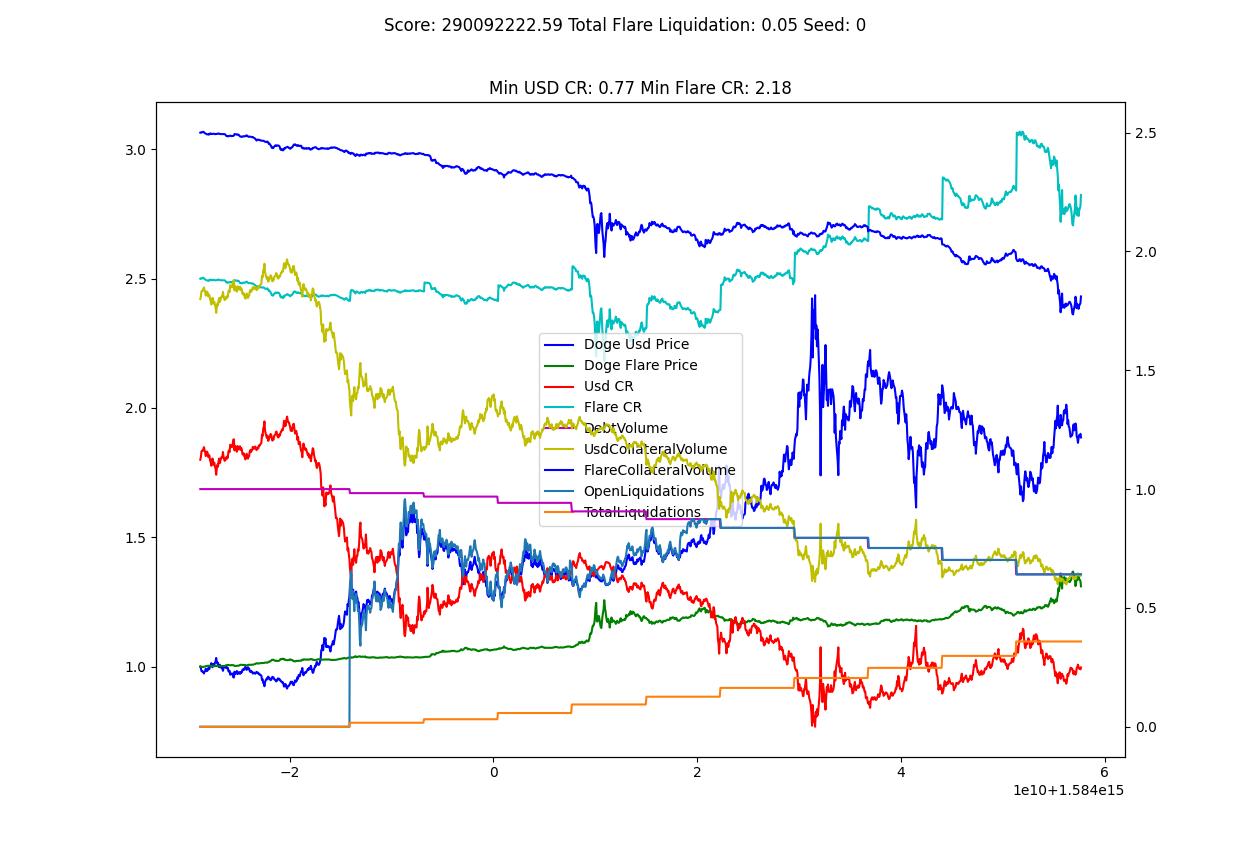 Score: 290092222.59 Total Flare Liquidation: 0.05 Seed: 0
Min USD CR: 0.77 Min Flare CR: 2.18
3.0
2.5
2.0
1.5
1.0
2.5
2.0
1.5
1.0
0.5
0.0
Doge Usd Price
Doge Flare Price
Usd CR
Flare CR
DebtVolume
UsdCollateralVolume
FlareCollateralVolume
OpenLiquidations
TotalLiquidations
−2 0 2 4 6
1e10+1.584e15